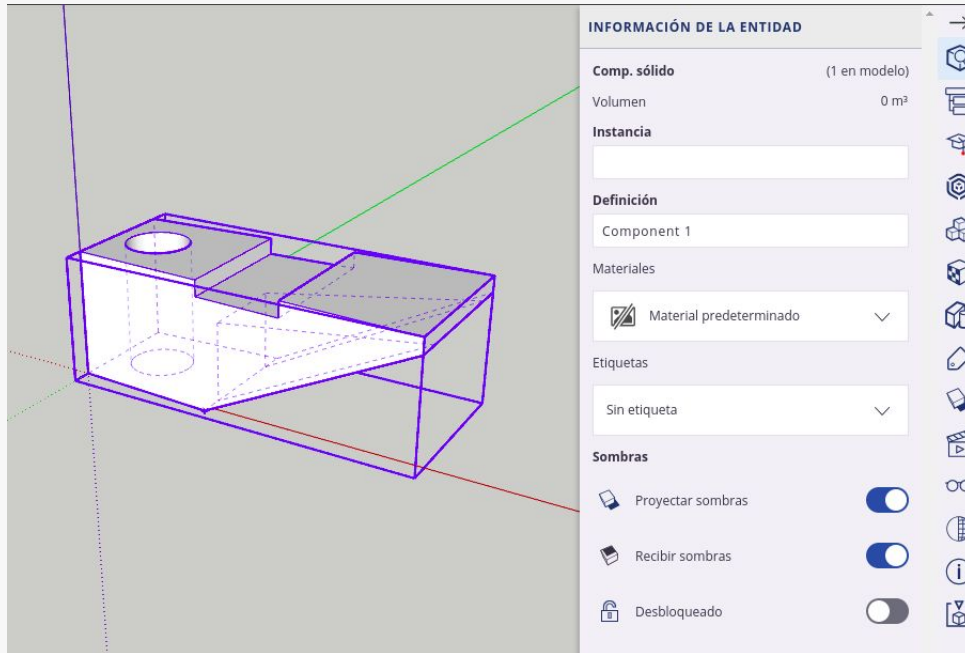 INFORMACIÓN DE LA ENTIDAD
Comp. sólido (1 en modelo)
Volumen 0 m³
Instancia
Definición
Component 1
Materiales
Material predeterminado
Etiquetas
Sin etiqueta
Sombras
Proyectar sombras
Recibir sombras
Desbloqueado